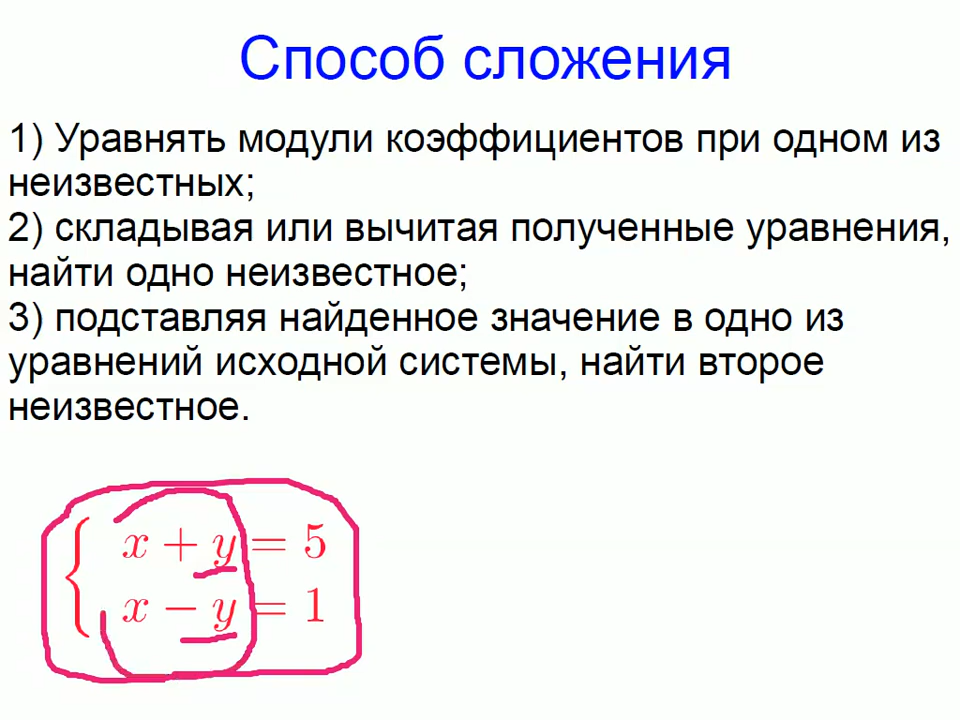 Способ сложения
1) Уравнять модули коэффициентов при одном из
неизвестных;
2) складывая или вычитая полученные уравнения,
найти одно неизвестное;
3) подставляя найденное значение в одно из
уравнений исходной системы, найти второе
неизвестное.
x + y = 5
x − y = 1